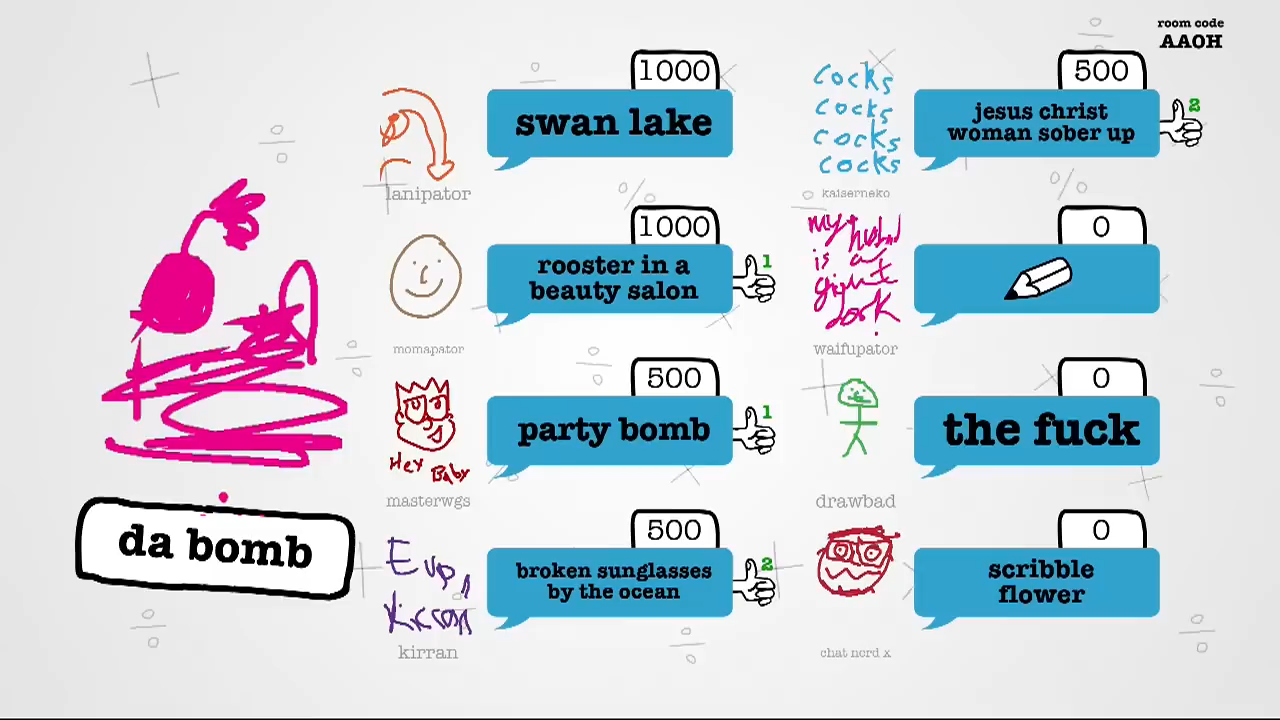 room code
AAOH
1000
swan lake
lanipator
cocks
cocks
cocks
cocks
500
jesus christ
woman sober up
2
kaiserneko
1000
rooster in a
beauty salon
1
momapator
my husband
is a
giant
dork
0
waifupator
500
party bomb
1
Hey Baby
masterwgs
0
the fuck
drawbad
da bomb
500
broken sunglasses
by the ocean
2
kirran
0
scribble
flower
chat nerd x